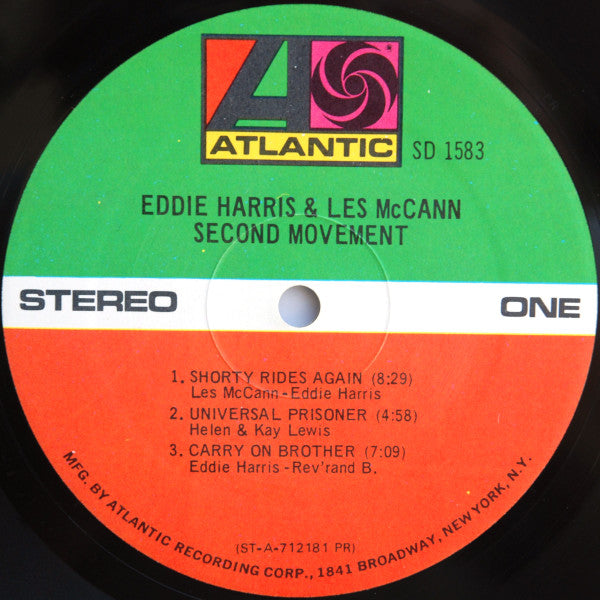 ATLANTIC
SD 1583
EDDIE HARRIS & LES McCANN
SECOND MOVEMENT
STEREO
ONE
1. SHORTY RIDES AGAIN (8:29)
Les McCann-Eddie Harris
2. UNIVERSAL PRISONER (4:58)
Helen & Kay Lewis
3. CARRY ON BROTHER (7:09)
Eddie Harris-Rev'rand B.
(ST-A-712181 PR)
MFG. BY ATLANTIC RECORDING CORP., 1841 BROADWAY, NEW YORK, N.Y.